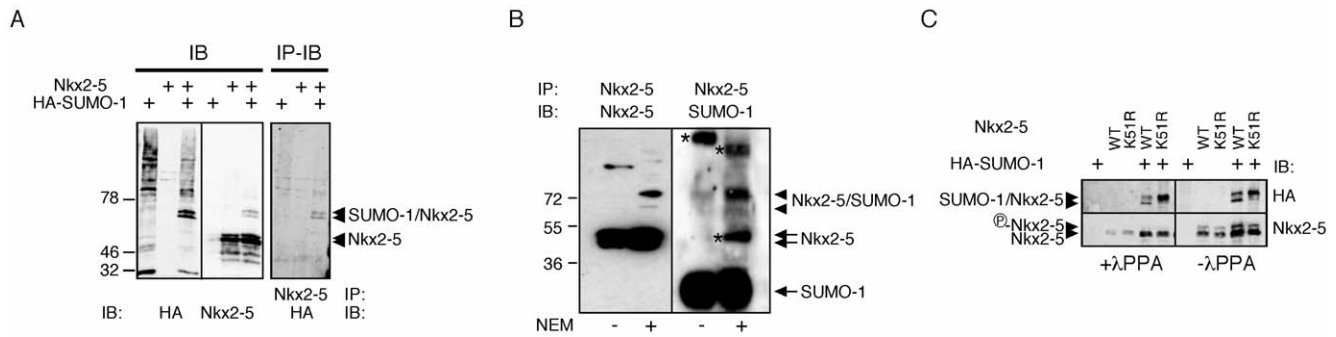 A
IB IP-IB
Nkx2-5 + + + + + +
HA-SUMO-1 + + + + + +
78
46
32
SUMO-1/Nkx2-5
Nkx2-5
Nkx2-5 IP:
IB: HA Nkx2-5 HA IB:
B
IP: Nkx2-5 Nkx2-5
IB: Nkx2-5 SUMO-1
* * *
72
55
36
Nkx2-5/SUMO-1
Nkx2-5
SUMO-1
NEM - + - +
C
Nkx2-5 WT K51R WT K51R WT K51R WT K51R
HA-SUMO-1 + + + + + + IB:
SUMO-1/Nkx2-5 HA
Ⓟ-Nkx2-5 Nkx2-5
Nkx2-5
+λPPA -λPPA